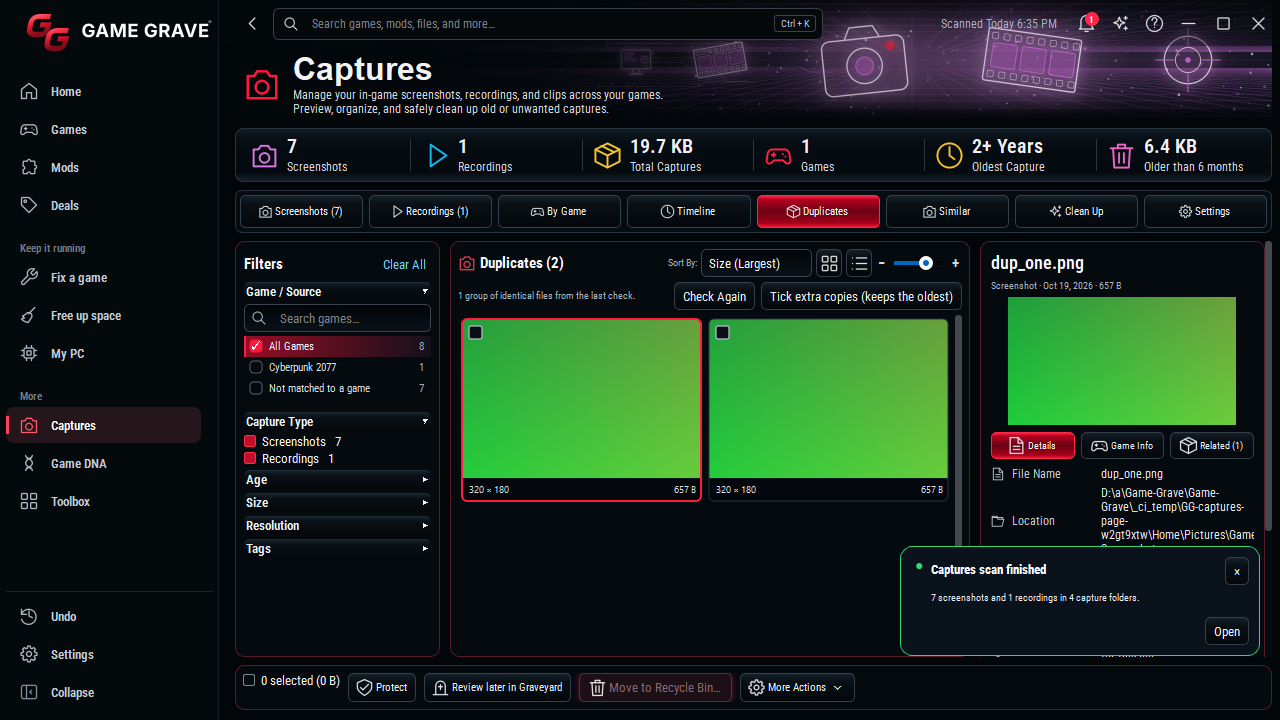 GAME GRAVE
Search games, mods, files, and more...
Ctrl + K
Scanned Today 6:35 PM
1
Captures
Manage your in-game screenshots, recordings, and clips across your games.
Preview, organize, and safely clean up old or unwanted captures.
Home
Games
Mods
Deals
Keep it running
Fix a game
Free up space
My PC
More
Captures
Game DNA
Toolbox
Undo
Settings
Collapse
7
Screenshots
1
Recordings
19.7 KB
Total Captures
1
Games
2+ Years
Oldest Capture
6.4 KB
Older than 6 months
Screenshots (7)
Recordings (1)
By Game
Timeline
Duplicates
Similar
Clean Up
Settings
Filters
Clear All
Game / Source
Search games...
All Games 8
Cyberpunk 2077 1
Not matched to a game 7
Capture Type
Screenshots 7
Recordings 1
Age
Size
Resolution
Tags
Duplicates (2)
Sort By:
Size (Largest)
1 group of identical files from the last check.
Check Again
Tick extra copies (keeps the oldest)
320 × 180 657 B
320 × 180 657 B
dup_one.png
Screenshot · Oct 19, 2026 · 657 B
Details
Game Info
Related (1)
File Name
dup_one.png
Location
D:\a\Game-Grave\Game-
Grave\_ci_temp\GG-captures-
page-
w2gt9xtw\Home\Pictures\Game
Captures scan finished
x
7 screenshots and 1 recordings in 4 capture folders.
Open
0 selected (0 B)
Protect
Review later in Graveyard
Move to Recycle Bin...
More Actions